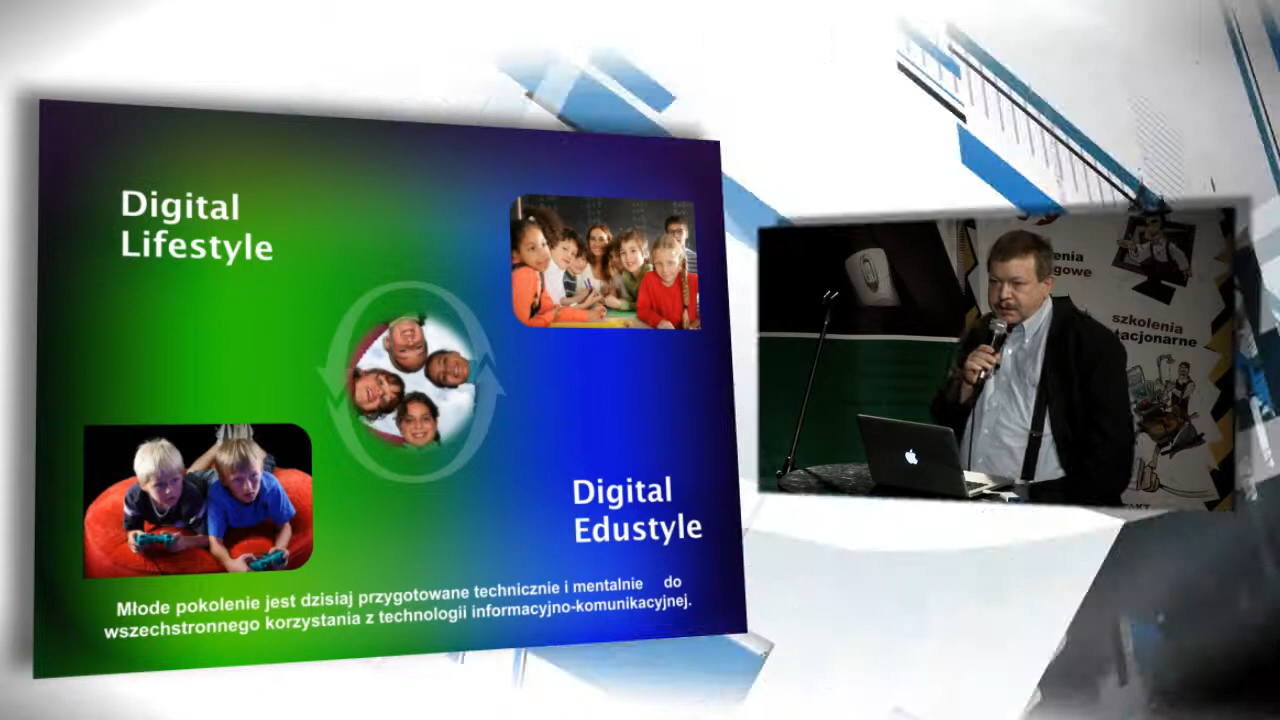 Digital
Lifestyle
Digital
Edustyle
Młode pokolenie jest dzisiaj przygotowane technicznie i mentalnie do
wszechstronnego korzystania z technologii informacyjno-komunikacyjnej.
gowe
szkolenia
acjonarne